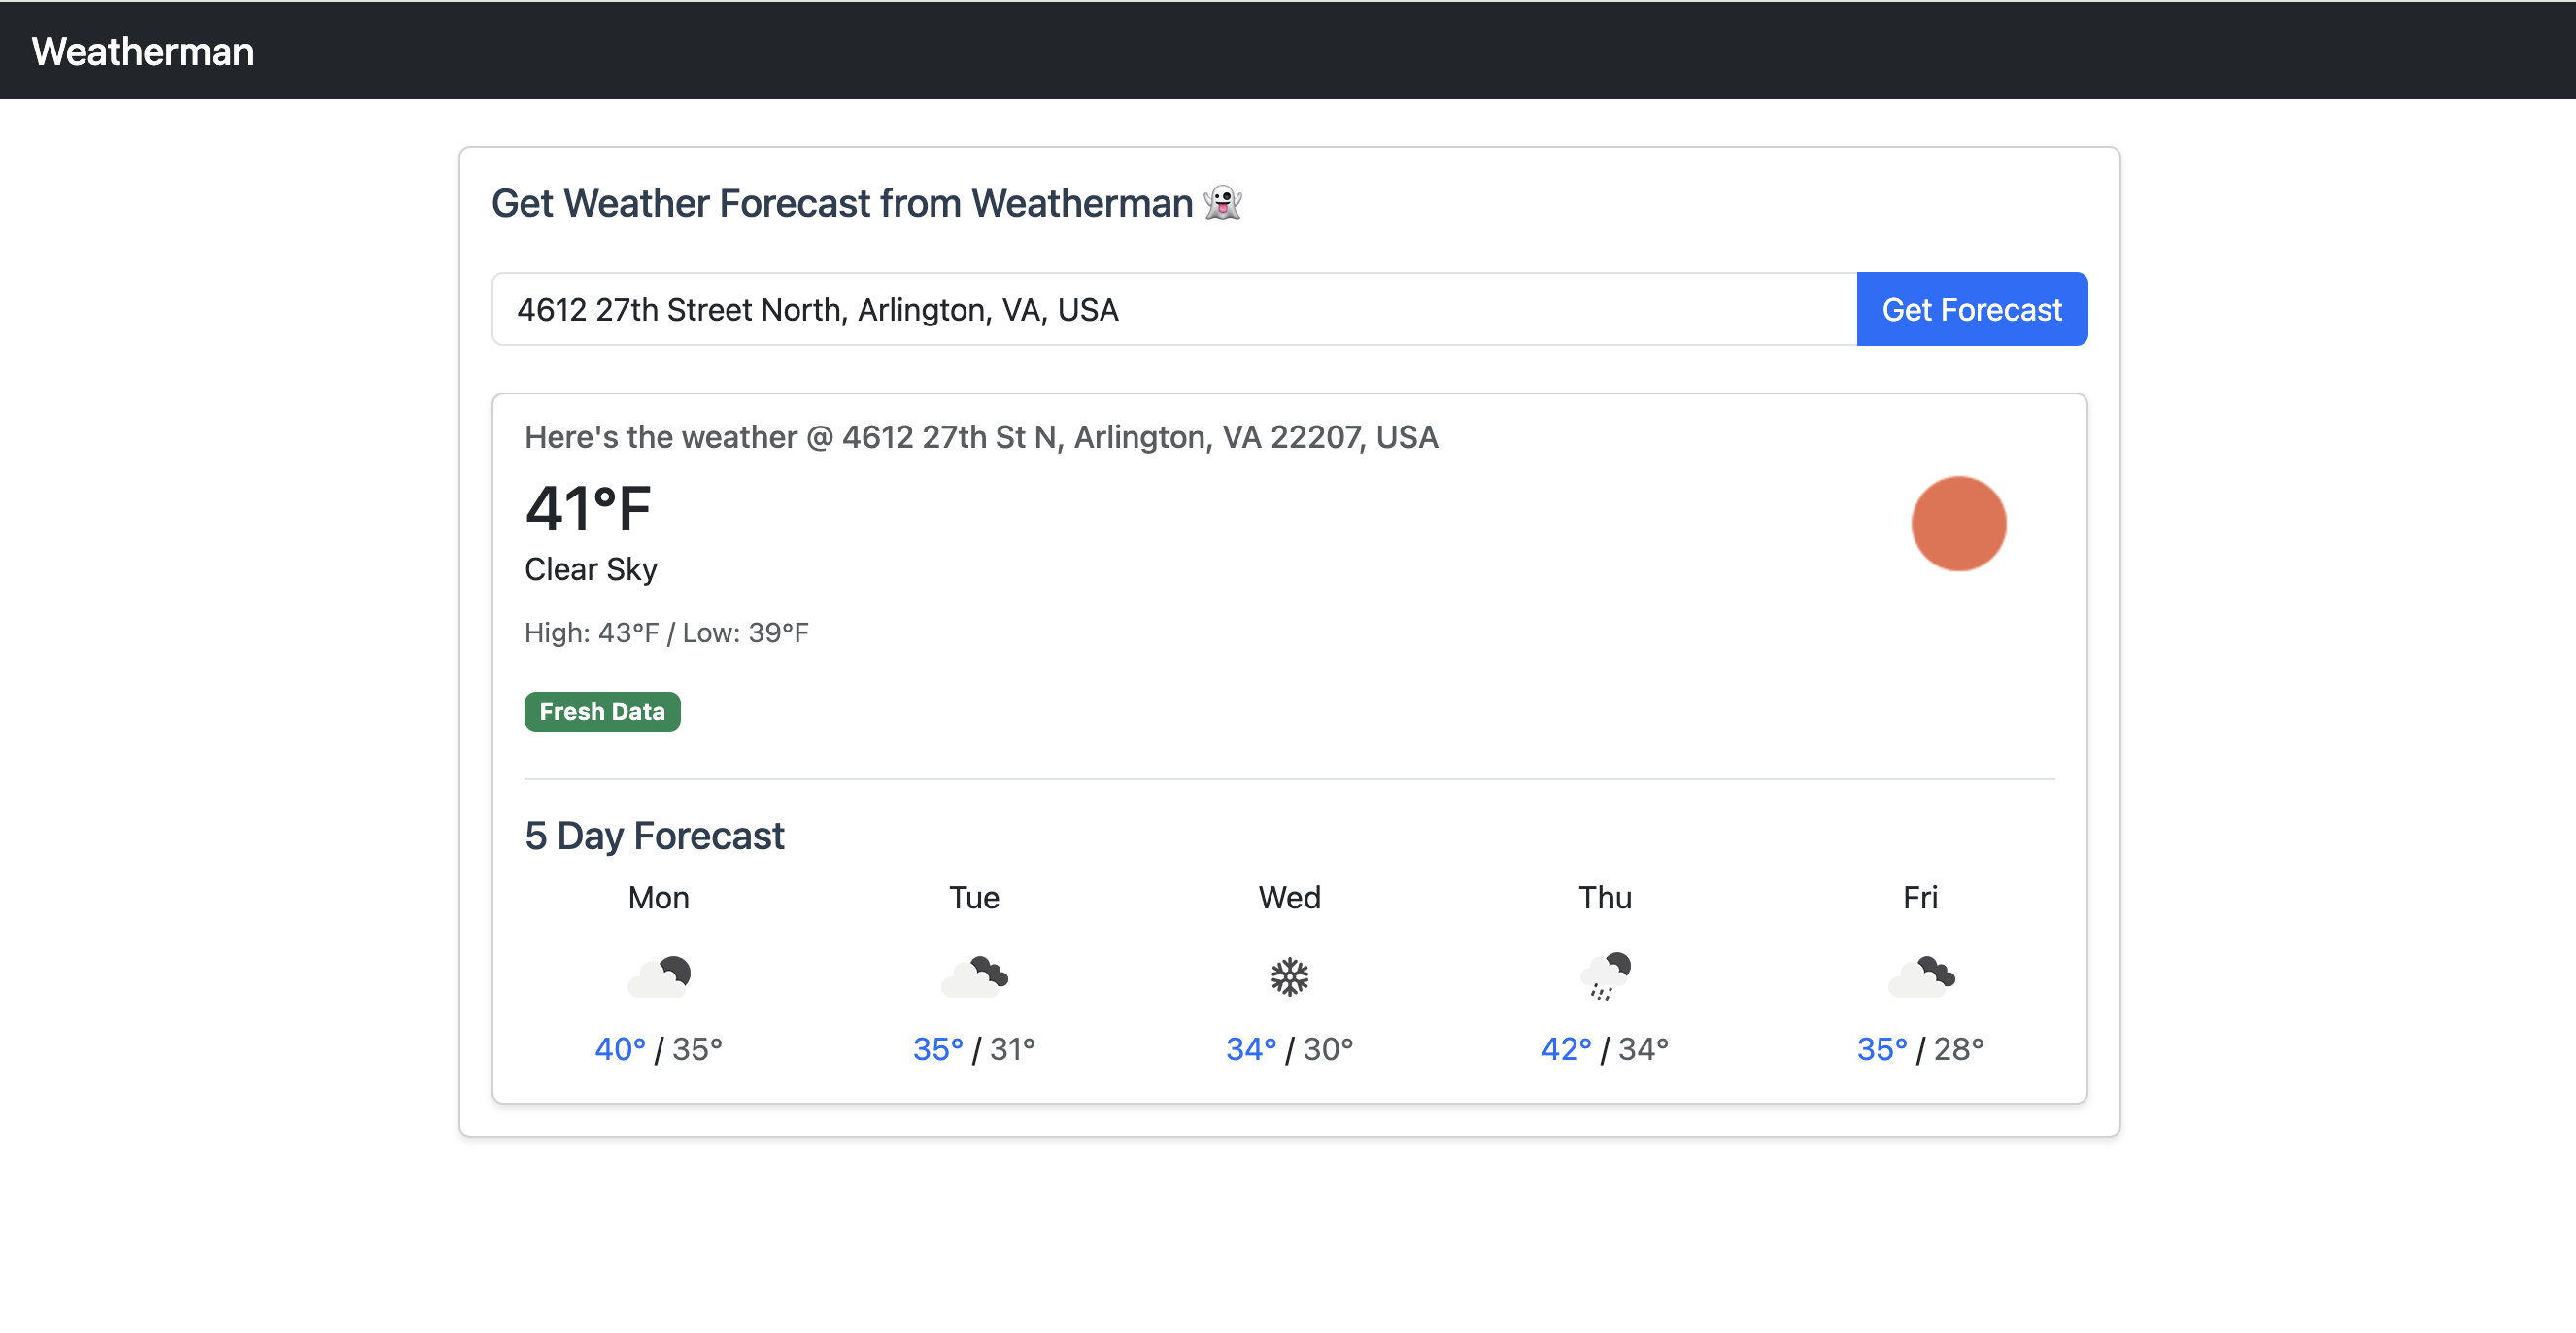 Weatherman
Get Weather Forecast from Weatherman 👻
4612 27th Street North, Arlington, VA, USA
Get Forecast
Here's the weather @ 4612 27th St N, Arlington, VA 22207, USA
41°F
Clear Sky
High: 43°F / Low: 39°F
Fresh Data
5 Day Forecast
Mon Tue Wed Thu Fri
40° / 35° 35° / 31° 34° / 30° 42° / 34° 35° / 28°